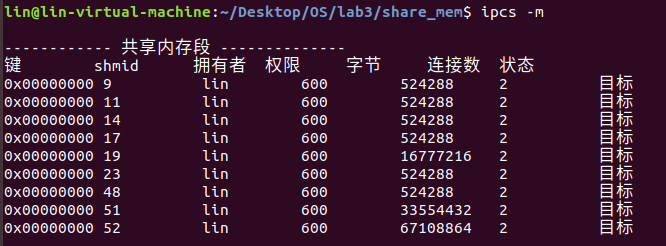 lin@lin-virtual-machine:~/Desktop/OS/lab3/share_mem$ ipcs -m
------------ 共享内存段 --------------
键 shmid 拥有者 权限 字节 连接数 状态
0x00000000 9 lin 600 524288 2 目标
0x00000000 11 lin 600 524288 2 目标
0x00000000 14 lin 600 524288 2 目标
0x00000000 17 lin 600 524288 2 目标
0x00000000 19 lin 600 16777216 2 目标
0x00000000 23 lin 600 524288 2 目标
0x00000000 48 lin 600 524288 2 目标
0x00000000 51 lin 600 33554432 2 目标
0x00000000 52 lin 600 67108864 2 目标